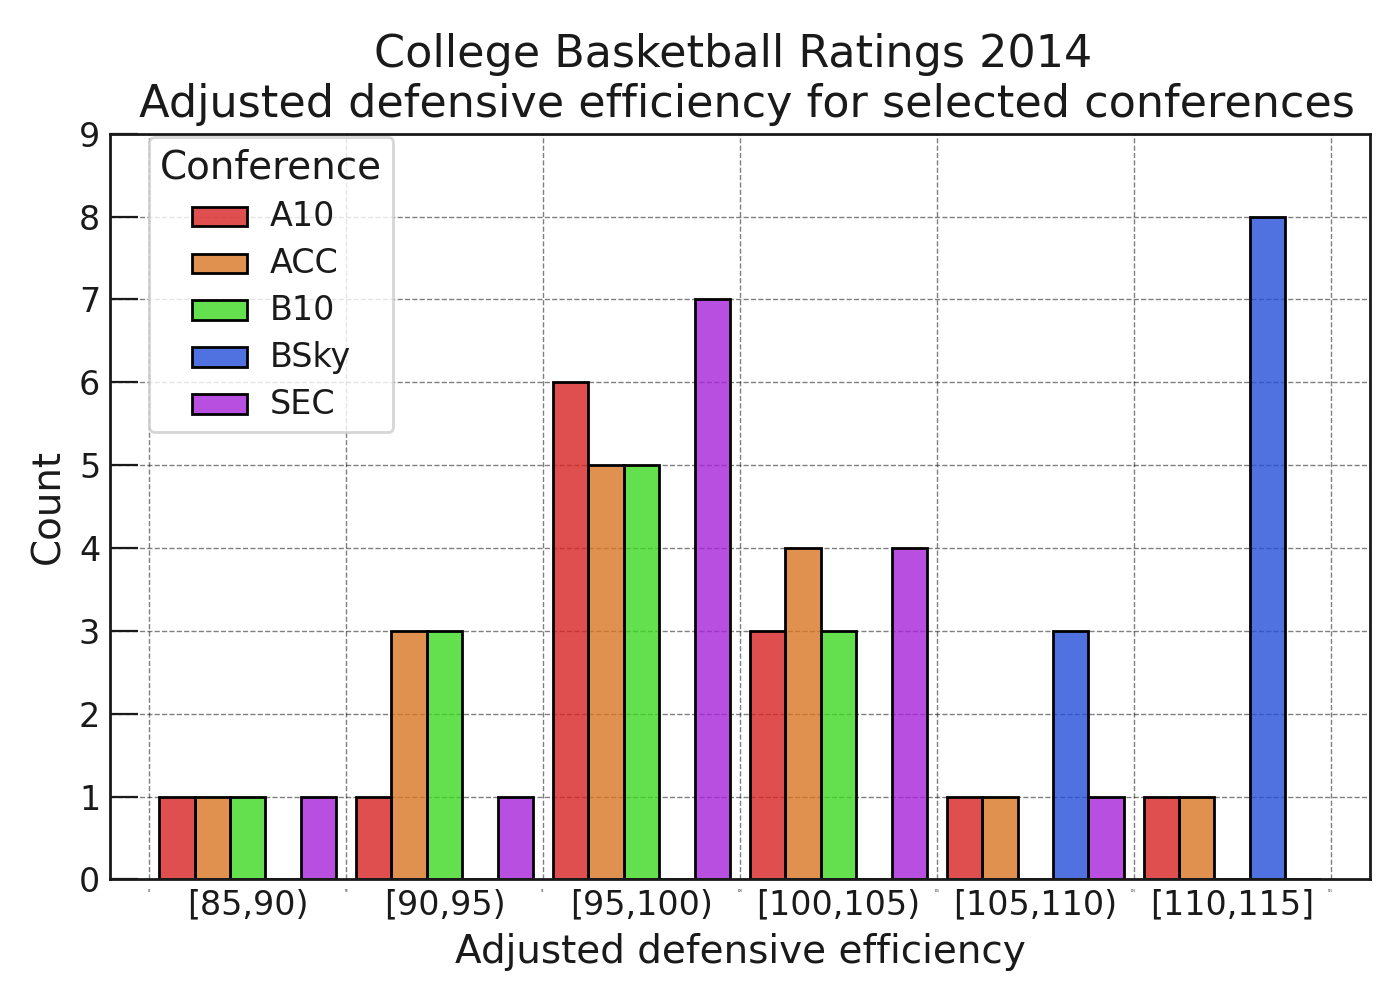 College Basketball Ratings 2014
Adjusted defensive efficiency for selected conferences
Count
9
8
7
6
5
4
3
2
1
0
Conference
A10
ACC
B10
BSky
SEC
[85,90)
[90,95)
[95,100)
[100,105)
[105,110)
[110,115]
Adjusted defensive efficiency